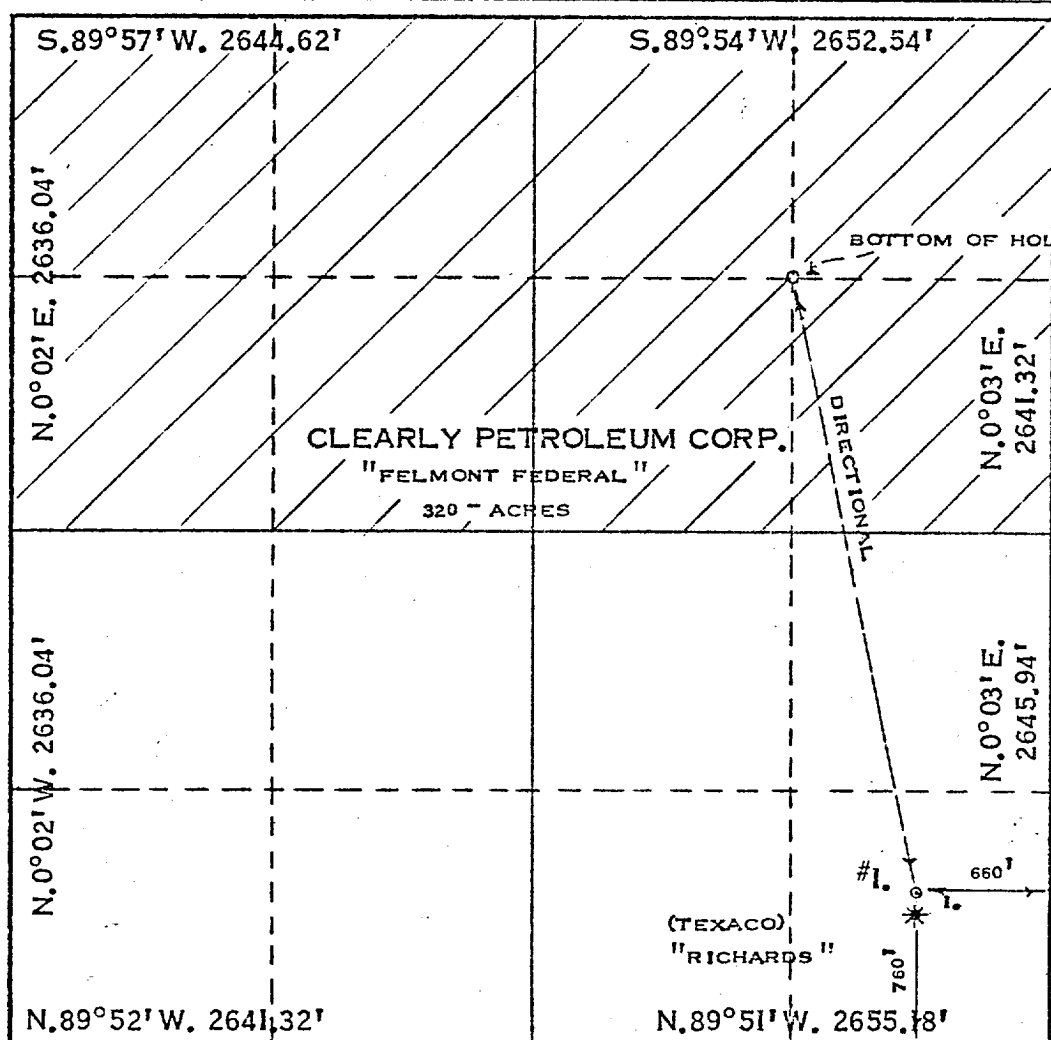 S.89°57'W. 2644.62'
S.89°54'W. 2652.54'
N.0°02'E. 2636.04'
BOTTOM OF HOL
N.0°03'E.
2641.32'
DIRECTIONAL
CLEARLY PETROLEUM CORP.
"FELMONT FEDERAL"
320 - ACRES
N.0°02'W. 2636.04'
N.0°03'E.
2645.94'
#1.
660'
1.
(TEXACO)
"RICHARDS"
760'
N.89°52'W. 2641.32'
N.89°51'W. 2655.18'